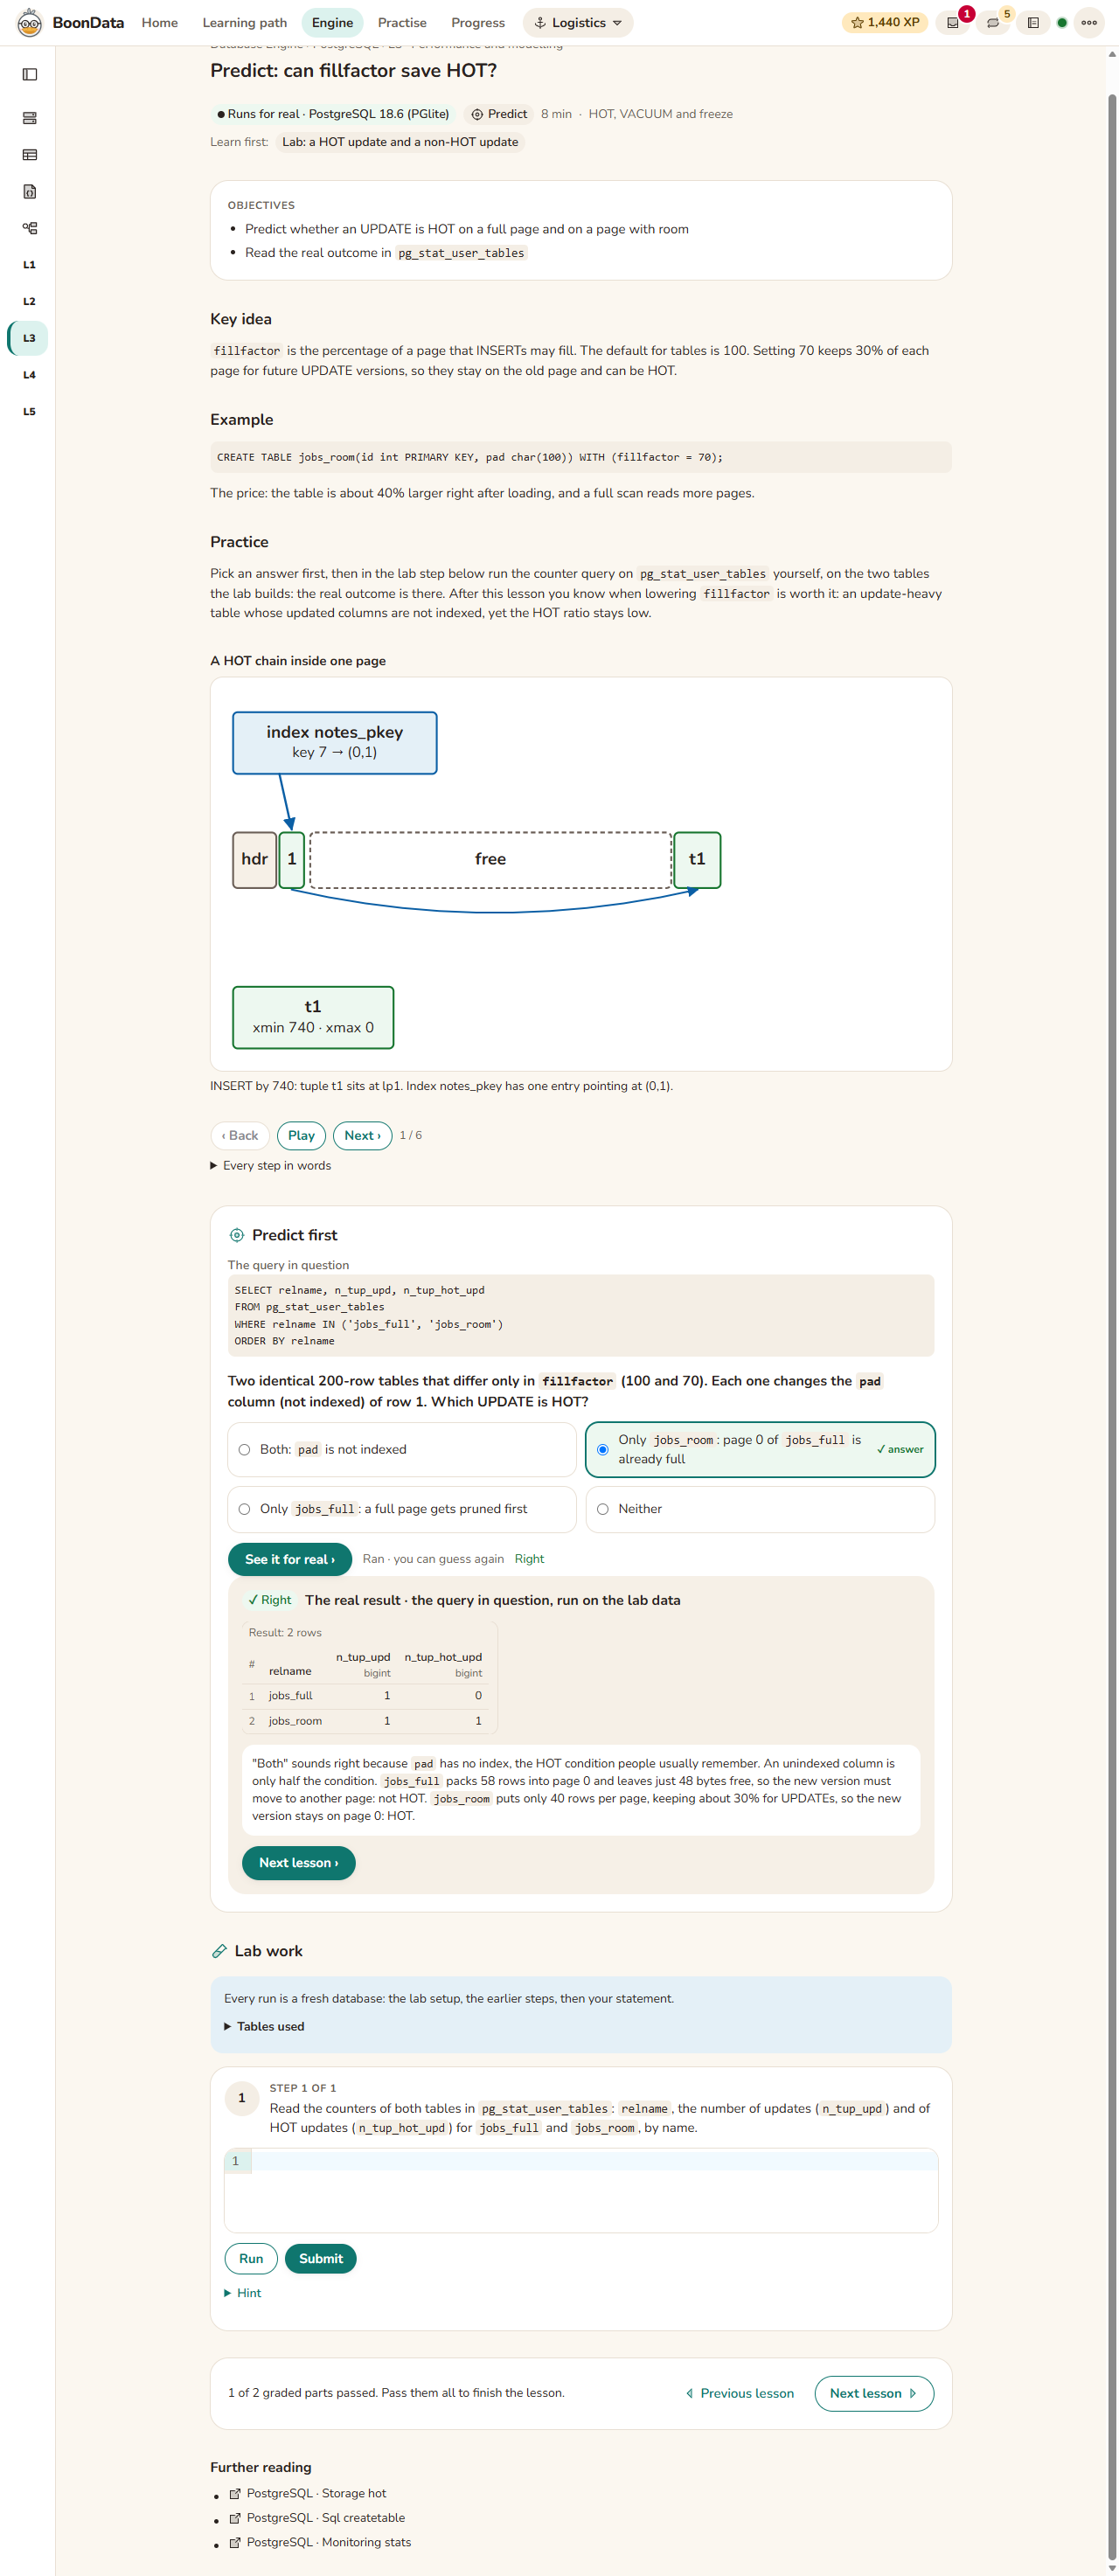 BoonData Home Learning path Engine Practise Progress Logistics 1,440 XP 1 5
Database Engine · PostgreSQL · L3 · Performance and modelling
Predict: can fillfactor save HOT?
Runs for real · PostgreSQL 18.6 (PGlite) Predict 8 min · HOT, VACUUM and freeze
Learn first: Lab: a HOT update and a non-HOT update
L1
L2
L3
L4
L5
OBJECTIVES
• Predict whether an UPDATE is HOT on a full page and on a page with room
• Read the real outcome in pg_stat_user_tables
Key idea
fillfactor is the percentage of a page that INSERTs may fill. The default for tables is 100. Setting 70 keeps 30% of each
page for future UPDATE versions, so they stay on the old page and can be HOT.
Example
CREATE TABLE jobs_room(id int PRIMARY KEY, pad char(100)) WITH (fillfactor = 70);
The price: the table is about 40% larger right after loading, and a full scan reads more pages.
Practice
Pick an answer first, then in the lab step below run the counter query on pg_stat_user_tables yourself, on the two tables
the lab builds: the real outcome is there. After this lesson you know when lowering fillfactor is worth it: an update-heavy
table whose updated columns are not indexed, yet the HOT ratio stays low.
A HOT chain inside one page
index notes_pkey
key 7 → (0,1)
hdr 1 free t1
t1
xmin 740 · xmax 0
INSERT by 740: tuple t1 sits at lp1. Index notes_pkey has one entry pointing at (0,1).
‹ Back Play Next › 1 / 6
▶ Every step in words
Predict first
The query in question
SELECT relname, n_tup_upd, n_tup_hot_upd
FROM pg_stat_user_tables
WHERE relname IN ('jobs_full', 'jobs_room')
ORDER BY relname
Two identical 200-row tables that differ only in fillfactor (100 and 70). Each one changes the pad
column (not indexed) of row 1. Which UPDATE is HOT?
Both: pad is not indexed
Only jobs_room: page 0 of jobs_full is
already full
✓ answer
Only jobs_full: a full page gets pruned first
Neither
See it for real › Ran · you can guess again Right
✓ Right The real result · the query in question, run on the lab data
Result: 2 rows
# relname n_tup_upd bigint n_tup_hot_upd bigint
1 jobs_full 1 0
2 jobs_room 1 1
"Both" sounds right because pad has no index, the HOT condition people usually remember. An unindexed column is
only half the condition. jobs_full packs 58 rows into page 0 and leaves just 48 bytes free, so the new version must
move to another page: not HOT. jobs_room puts only 40 rows per page, keeping about 30% for UPDATEs, so the new
version stays on page 0: HOT.
Next lesson ›
Lab work
Every run is a fresh database: the lab setup, the earlier steps, then your statement.
▶ Tables used
1 STEP 1 OF 1
Read the counters of both tables in pg_stat_user_tables: relname, the number of updates (n_tup_upd) and of
HOT updates (n_tup_hot_upd) for jobs_full and jobs_room, by name.
1
Run Submit
▶ Hint
1 of 2 graded parts passed. Pass them all to finish the lesson.
Previous lesson Next lesson
Further reading
• PostgreSQL · Storage hot
• PostgreSQL · Sql createtable
• PostgreSQL · Monitoring stats